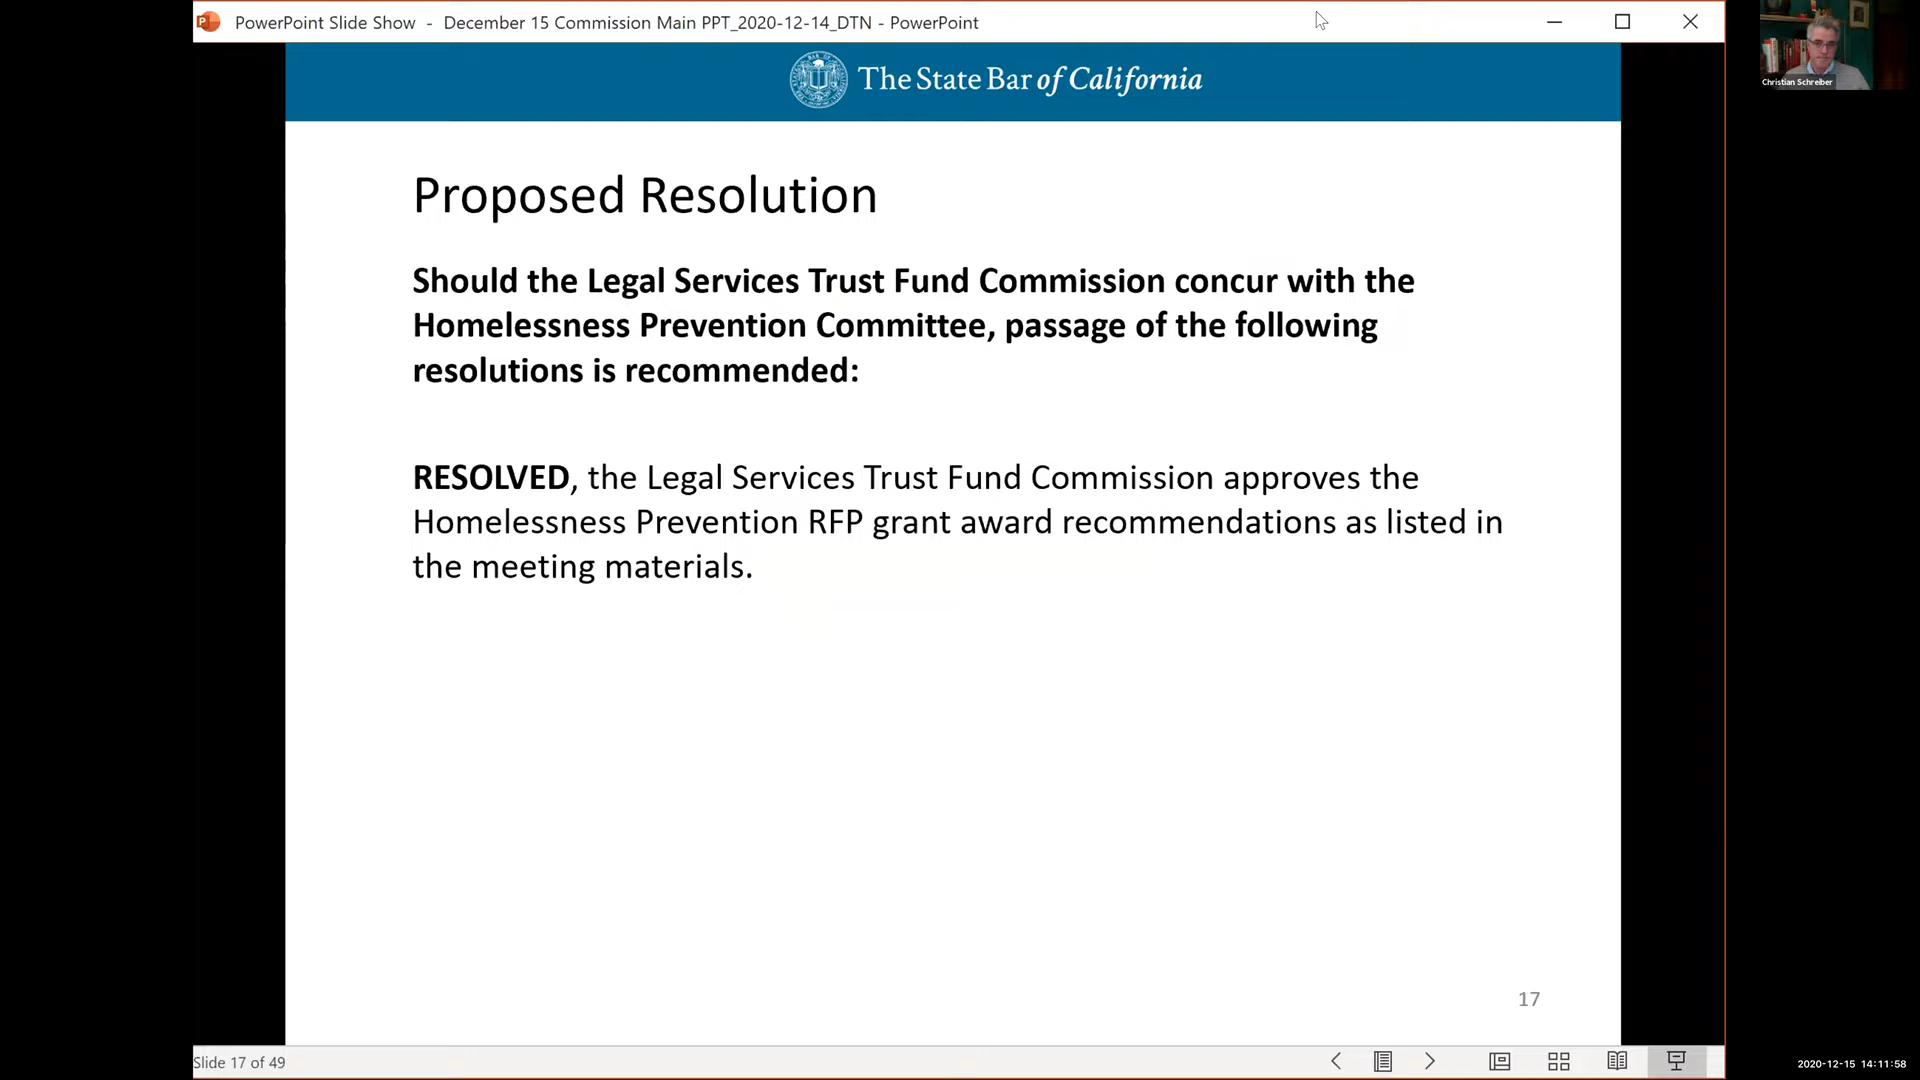 PowerPoint Slide Show - December 15 Commission Main PPT_2020-12-14_DTN - PowerPoint
The State Bar of California
Christian Schreiber
Proposed Resolution
Should the Legal Services Trust Fund Commission concur with the
Homelessness Prevention Committee, passage of the following
resolutions is recommended:
RESOLVED, the Legal Services Trust Fund Commission approves the
Homelessness Prevention RFP grant award recommendations as listed in
the meeting materials.
17
Slide 17 of 49
2020-12-15 14:11:58